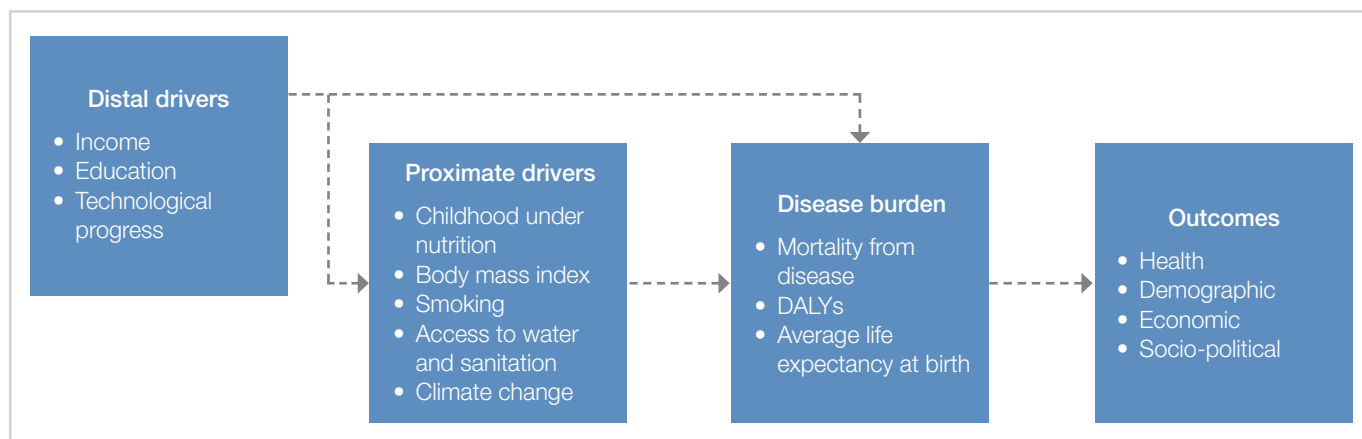 Distal drivers
• Income
• Education
• Technological
progress
Proximate drivers
• Childhood under
nutrition
• Body mass index
• Smoking
• Access to water
and sanitation
• Climate change
Disease burden
• Mortality from
disease
• DALYs
• Average life
expectancy at birth
Outcomes
• Health
• Demographic
• Economic
• Socio-political